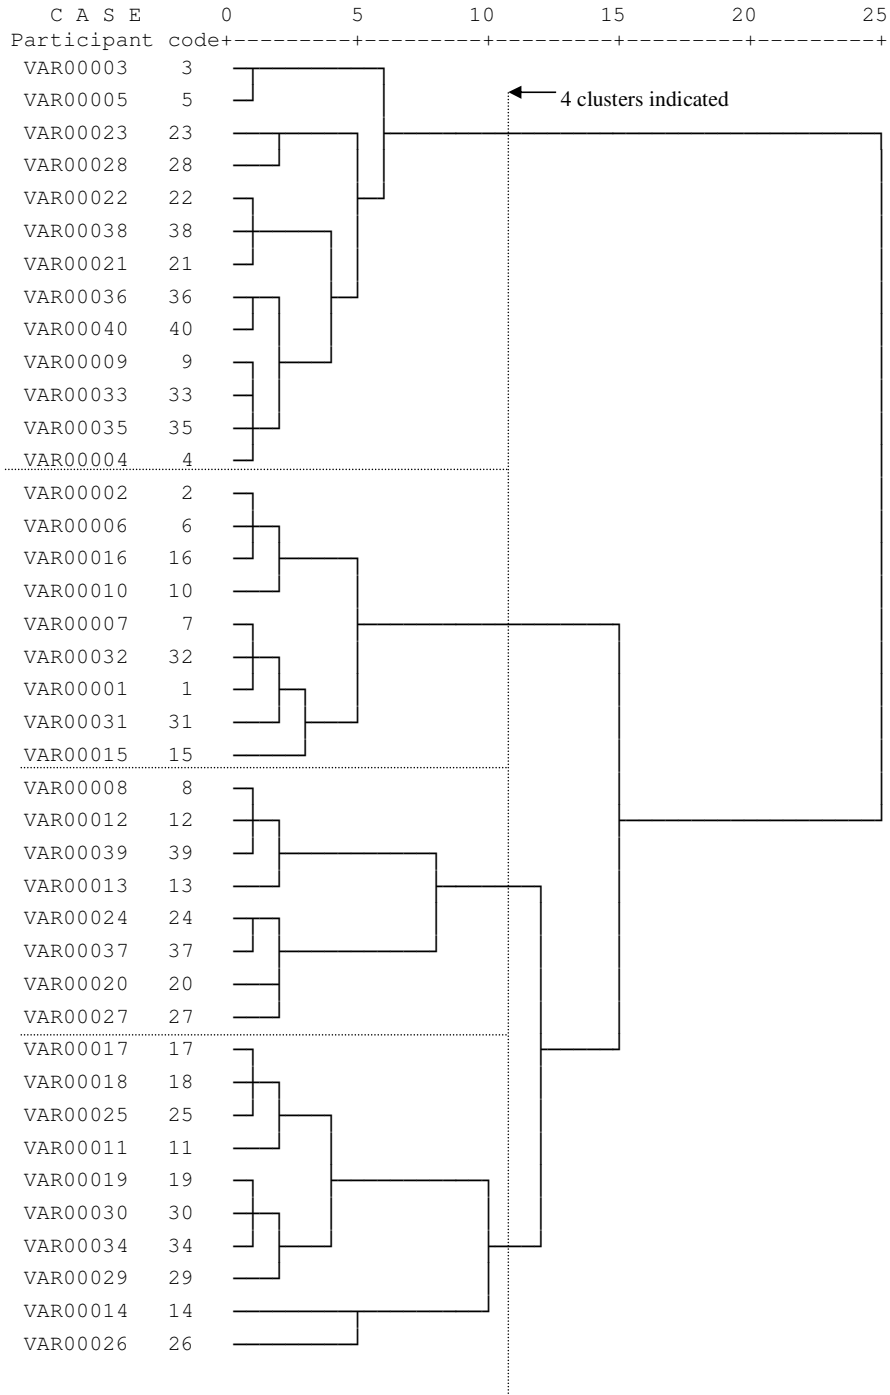 C A S E 0 5 10 15 20 25
Participant code+---------+---------+---------+---------+---------+
VAR00003 3
4 clusters indicated
VAR00005 5
VAR00023 23
VAR00028 28
VAR00022 22
VAR00038 38
VAR00021 21
VAR00036 36
VAR00040 40
VAR00009 9
VAR00033 33
VAR00035 35
VAR00004 4
VAR00002 2
VAR00006 6
VAR00016 16
VAR00010 10
VAR00007 7
VAR00032 32
VAR00001 1
VAR00031 31
VAR00015 15
VAR00008 8
VAR00012 12
VAR00039 39
VAR00013 13
VAR00024 24
VAR00037 37
VAR00020 20
VAR00027 27
VAR00017 17
VAR00018 18
VAR00025 25
VAR00011 11
VAR00019 19
VAR00030 30
VAR00034 34
VAR00029 29
VAR00014 14
VAR00026 26